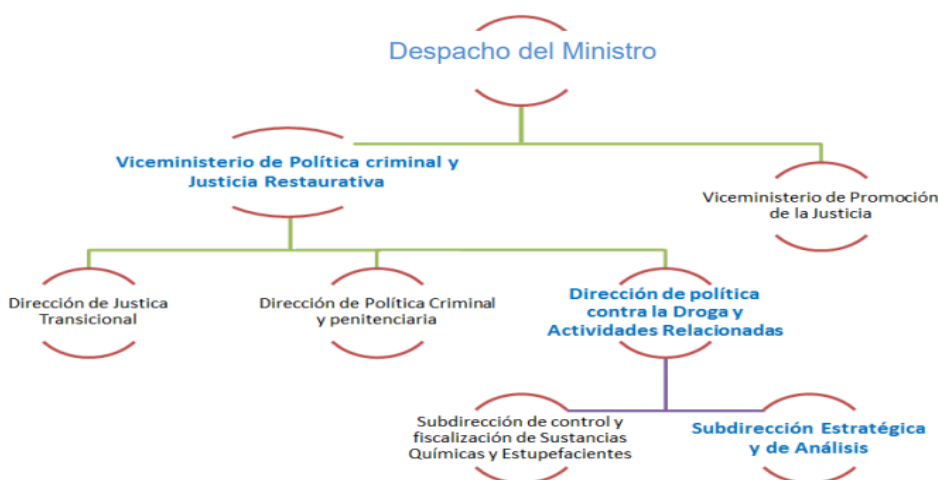 Despacho del Ministro
Viceministerio de Política criminal y
Justicia Restaurativa
Viceministerio de Promoción
de la Justicia
Dirección de Justica
Transicional
Dirección de Política Criminal
y penitenciaria
Dirección de política
contra la Droga y
Actividades Relacionadas
Subdirección de control y
fiscalización de Sustancias
Químicas y Estupefacientes
Subdirección Estratégica
y de Análisis